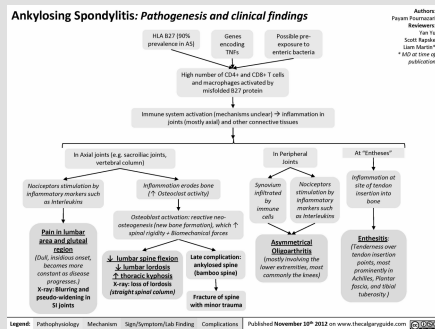 Ankylosing Spondylitis: Pathogenesis and clinical findings
Authors:
Payam Pournazari
Reviewers:
Yan Yu
Scott Rapske
Liam Martin*
* MD at time of
publication
HLA B27 (90%
prevalence in AS)
Genes
encoding
TNFs
Possible pre-
exposure to
enteric bacteria
High number of CD4+ and CD8+ T cells
and macrophages activated by
misfolded B27 protein
Immune system activation (mechanisms unclear) → inflammation in
joints (mostly axial) and other connective tissues
In Axial joints (e.g. sacroiliac joints,
vertebral column)
In Peripheral
Joints
At "Entheses"
Nociceptors stimulation by
inflammatory markers such
as Interleukins
Inflammation erodes bone
(↑ Osteoclast activity)
Synovium
infiltrated
by
immune
cells
Nociceptors
stimulation by
inflammatory
markers such
as Interleukins
Inflammation at
site of tendon
insertion into
bone
Osteoblast activation: reactive neo-
osteogenesis (new bone formation), which ↑
spinal rigidity + Biomechanical forces
Pain in lumbar
area and gluteal
region
(Dull, insidious onset,
becomes more
constant as disease
progresses.)
X-ray: Blurring and
pseudo-widening in
SI joints
↓ lumbar spine flexion
↓ lumbar lordosis
↑ thoracic kyphosis
X-ray: loss of lordosis
(straight spinal column)
Late complication:
ankylosed spine
(bamboo spine)
Fracture of spine
with minor trauma
Asymmetrical
Oligoarthritis
(mostly involving the
lower extremities, most
commonly the knees)
Enthesitis:
(Tenderness over
tendon insertion
points, most
prominently in
Achilles, Plantar
fascia, and tibial
tuberosity.)
Legend: Pathophysiology Mechanism Sign/Symptom/Lab Finding Complications Published November 10th 2012 on www.thecalgaryguide.com